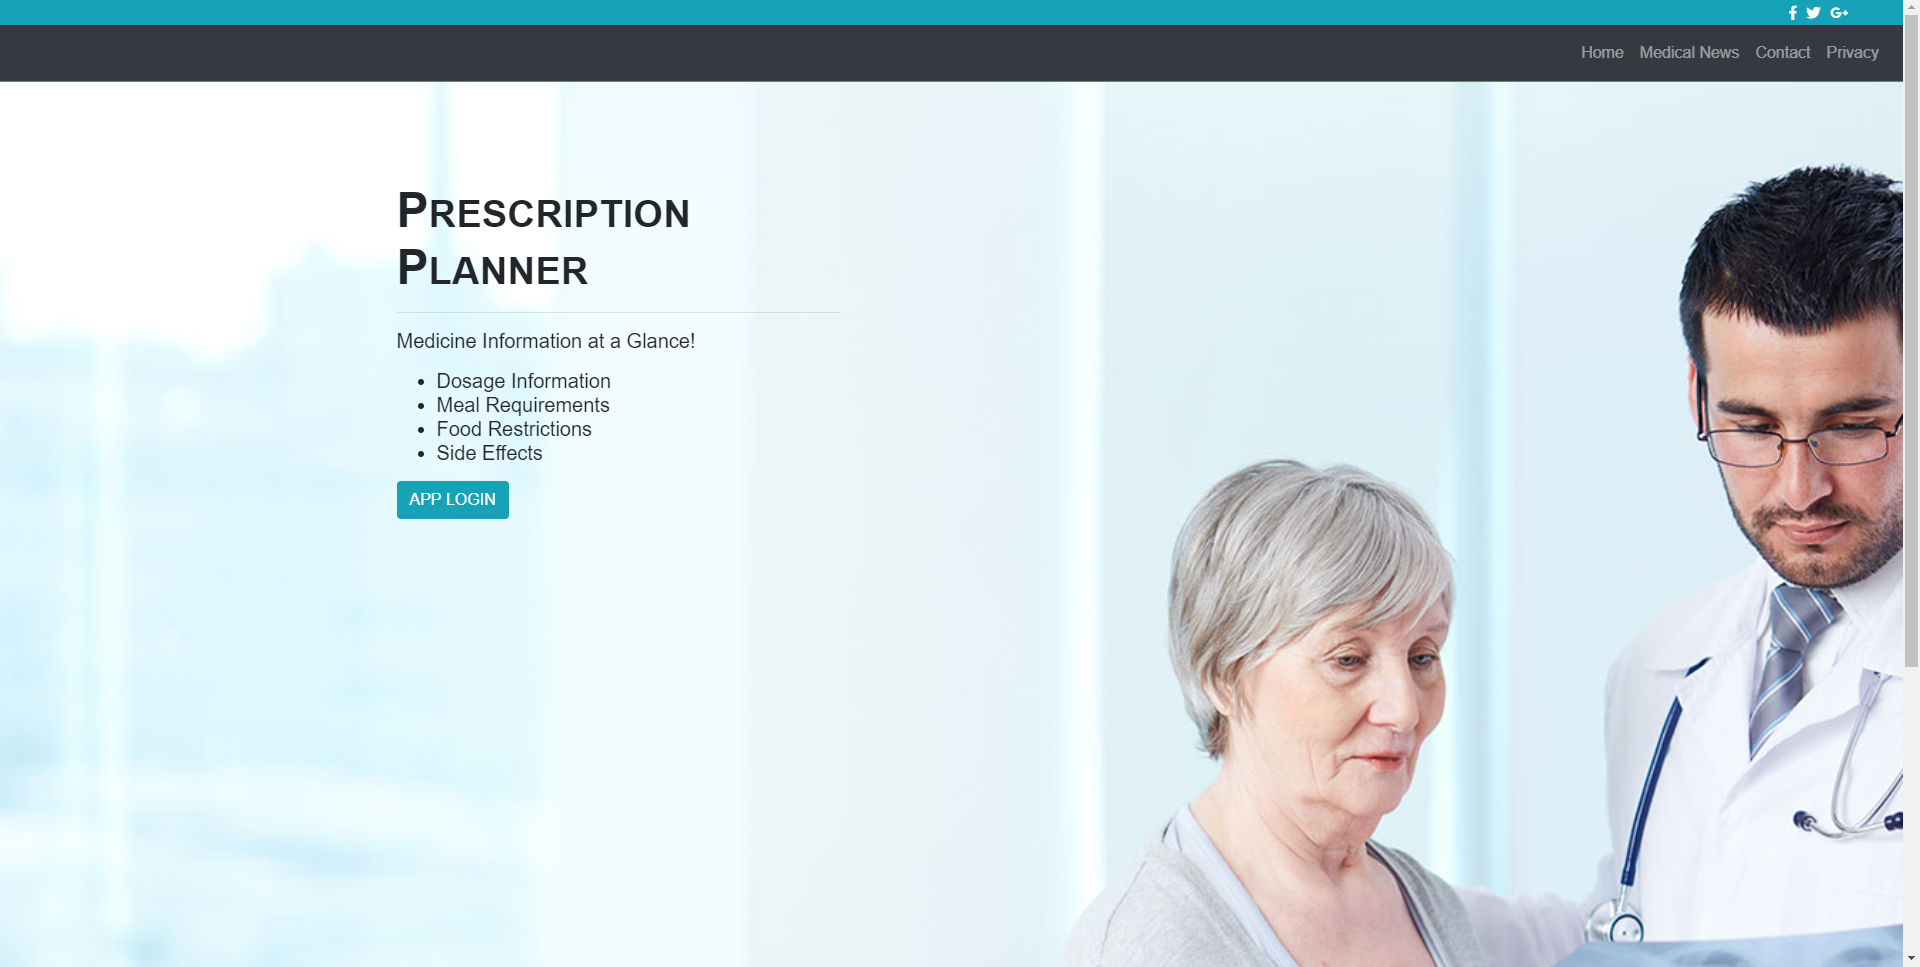 Home Medical News Contact Privacy
Prescription
Planner
Medicine Information at a Glance!
Dosage Information
Meal Requirements
Food Restrictions
Side Effects
APP LOGIN